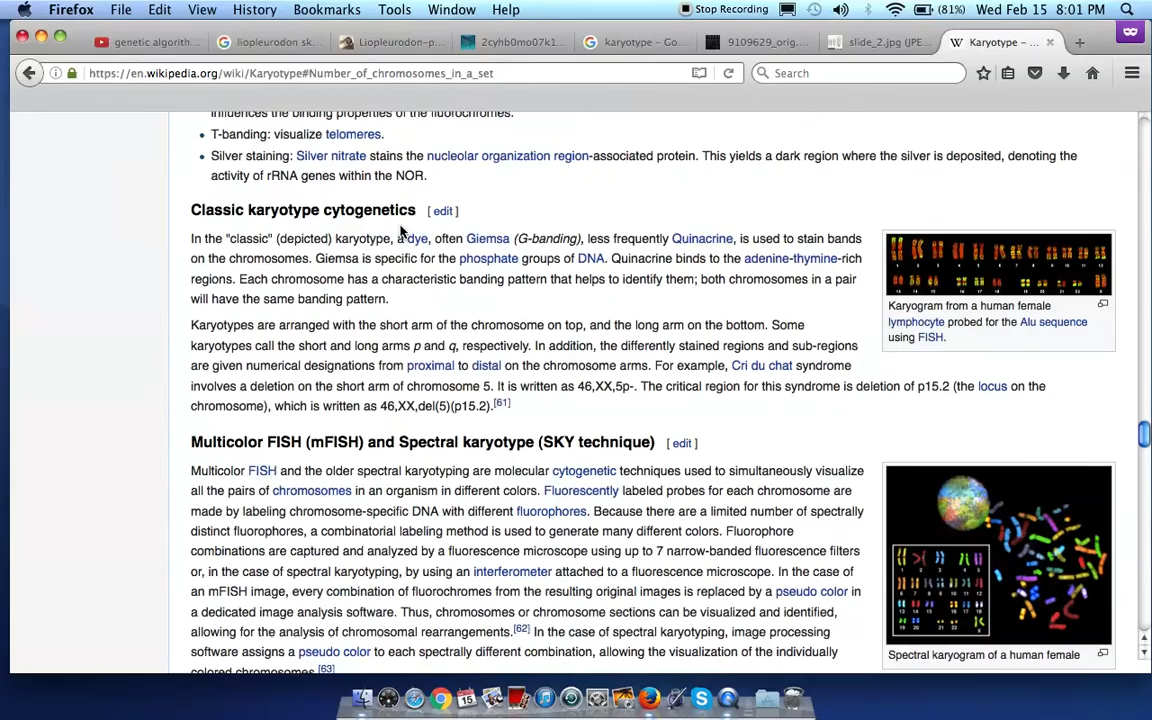 Firefox File Edit View History Bookmarks Tools Window Help Stop Recording (81%) Wed Feb 15 8:01 PM
genetic algorith... liopleurodon sk... Liopleurodon-p... 2cyhb0mo07k1... karyotype – Go... 9109629_orig.... slide_2.jpg (JPE... W Karyotype – ...
https://en.wikipedia.org/wiki/Karyotype#Number_of_chromosomes_in_a_set Search
influences the binding properties of the fluorochromes.
• T-banding: visualize telomeres.
• Silver staining: Silver nitrate stains the nucleolar organization region-associated protein. This yields a dark region where the silver is deposited, denoting the
activity of rRNA genes within the NOR.
Classic karyotype cytogenetics [ edit ]
In the "classic" (depicted) karyotype, a dye, often Giemsa (G-banding), less frequently Quinacrine, is used to stain bands
on the chromosomes. Giemsa is specific for the phosphate groups of DNA. Quinacrine binds to the adenine-thymine-rich
regions. Each chromosome has a characteristic banding pattern that helps to identify them; both chromosomes in a pair
will have the same banding pattern.
Karyogram from a human female
lymphocyte probed for the Alu sequence
using FISH.
Karyotypes are arranged with the short arm of the chromosome on top, and the long arm on the bottom. Some
karyotypes call the short and long arms p and q, respectively. In addition, the differently stained regions and sub-regions
are given numerical designations from proximal to distal on the chromosome arms. For example, Cri du chat syndrome
involves a deletion on the short arm of chromosome 5. It is written as 46,XX,5p-. The critical region for this syndrome is deletion of p15.2 (the locus on the
chromosome), which is written as 46,XX,del(5)(p15.2).[61]
Multicolor FISH (mFISH) and Spectral karyotype (SKY technique) [ edit ]
Multicolor FISH and the older spectral karyotyping are molecular cytogenetic techniques used to simultaneously visualize
all the pairs of chromosomes in an organism in different colors. Fluorescently labeled probes for each chromosome are
made by labeling chromosome-specific DNA with different fluorophores. Because there are a limited number of spectrally
distinct fluorophores, a combinatorial labeling method is used to generate many different colors. Fluorophore
combinations are captured and analyzed by a fluorescence microscope using up to 7 narrow-banded fluorescence filters
or, in the case of spectral karyotyping, by using an interferometer attached to a fluorescence microscope. In the case of
an mFISH image, every combination of fluorochromes from the resulting original images is replaced by a pseudo color in
a dedicated image analysis software. Thus, chromosomes or chromosome sections can be visualized and identified,
allowing for the analysis of chromosomal rearrangements.[62] In the case of spectral karyotyping, image processing
software assigns a pseudo color to each spectrally different combination, allowing the visualization of the individually
colored chromosomes.[63]
Spectral karyogram of a human female